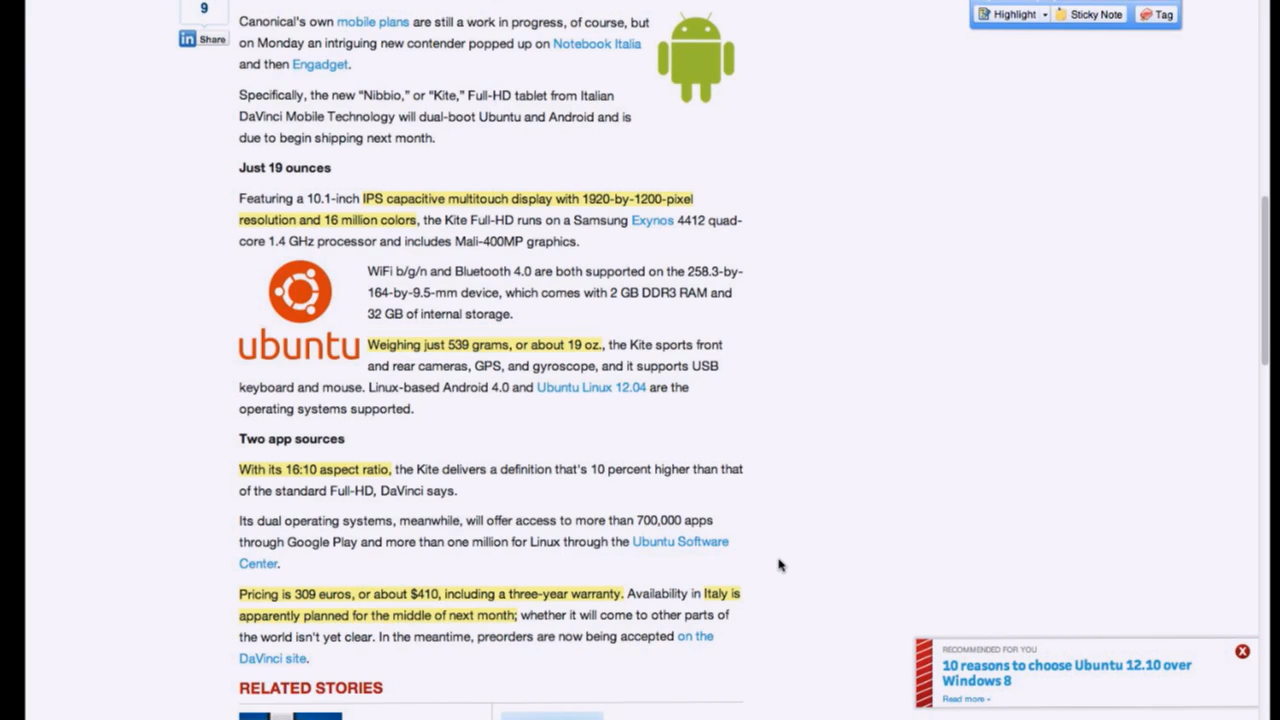 9
in Share
Highlight
Sticky Note
Tag
Canonical's own mobile plans are still a work in progress, of course, but
on Monday an intriguing new contender popped up on Notebook Italia
and then Engadget.
Specifically, the new “Nibbio,” or “Kite,” Full-HD tablet from Italian
DaVinci Mobile Technology will dual-boot Ubuntu and Android and is
due to begin shipping next month.
Just 19 ounces
Featuring a 10.1-inch IPS capacitive multitouch display with 1920-by-1200-pixel
resolution and 16 million colors, the Kite Full-HD runs on a Samsung Exynos 4412 quad-
core 1.4 GHz processor and includes Mali-400MP graphics.
WiFi b/g/n and Bluetooth 4.0 are both supported on the 258.3-by-
164-by-9.5-mm device, which comes with 2 GB DDR3 RAM and
32 GB of internal storage.
ubuntu
Weighing just 539 grams, or about 19 oz., the Kite sports front
and rear cameras, GPS, and gyroscope, and it supports USB
keyboard and mouse. Linux-based Android 4.0 and Ubuntu Linux 12.04 are the
operating systems supported.
Two app sources
With its 16:10 aspect ratio, the Kite delivers a definition that's 10 percent higher than that
of the standard Full-HD, DaVinci says.
Its dual operating systems, meanwhile, will offer access to more than 700,000 apps
through Google Play and more than one million for Linux through the Ubuntu Software
Center.
Pricing is 309 euros, or about $410, including a three-year warranty. Availability in Italy is
apparently planned for the middle of next month; whether it will come to other parts of
the world isn't yet clear. In the meantime, preorders are now being accepted on the
DaVinci site.
RELATED STORIES
RECOMMENDED FOR YOU
10 reasons to choose Ubuntu 12.10 over
Windows 8
Read more »